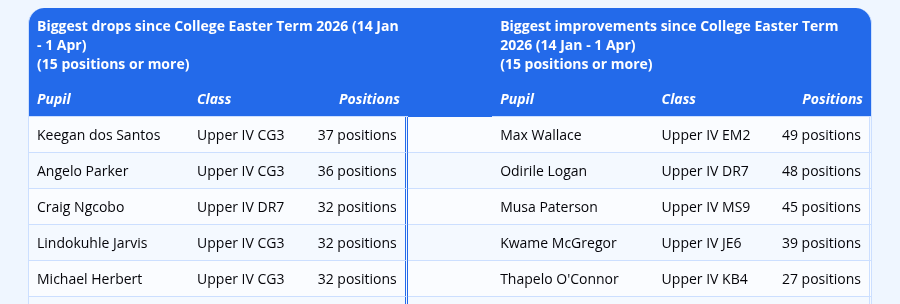 Biggest drops since College Easter Term 2026 (14 Jan
- 1 Apr)
(15 positions or more)
Pupil Class Positions
Keegan dos Santos Upper IV CG3 37 positions
Angelo Parker Upper IV CG3 36 positions
Craig Ngcobo Upper IV DR7 32 positions
Lindokuhle Jarvis Upper IV CG3 32 positions
Michael Herbert Upper IV CG3 32 positions
Biggest improvements since College Easter Term
2026 (14 Jan - 1 Apr)
(15 positions or more)
Pupil Class Positions
Max Wallace Upper IV EM2 49 positions
Odirile Logan Upper IV DR7 48 positions
Musa Paterson Upper IV MS9 45 positions
Kwame McGregor Upper IV JE6 39 positions
Thapelo O'Connor Upper IV KB4 27 positions